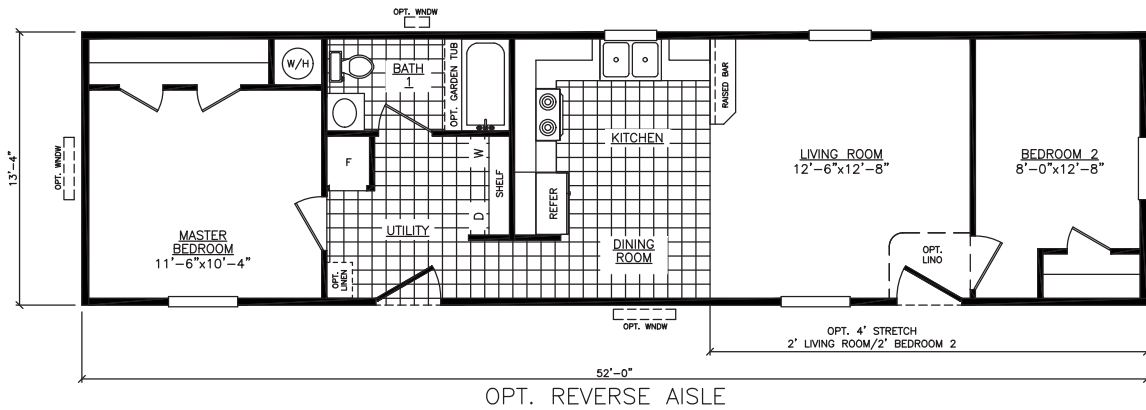 OPT. WNDW
13'-4"
OPT. WNDW
W/H
BATH
1
OPT. GARDEN TUB
F
W
D
SHELF
UTILITY
OPT.
LINEN
MASTER
BEDROOM
11'-6"x10'-4"
KITCHEN
REFER
DINING
ROOM
RAISED BAR
LIVING ROOM
12'-6"x12'-8"
BEDROOM 2
8'-0"x12'-8"
OPT.
LINO
OPT. WNDW
OPT. 4' STRETCH
2' LIVING ROOM/2' BEDROOM 2
52'-0"
OPT. REVERSE AISLE